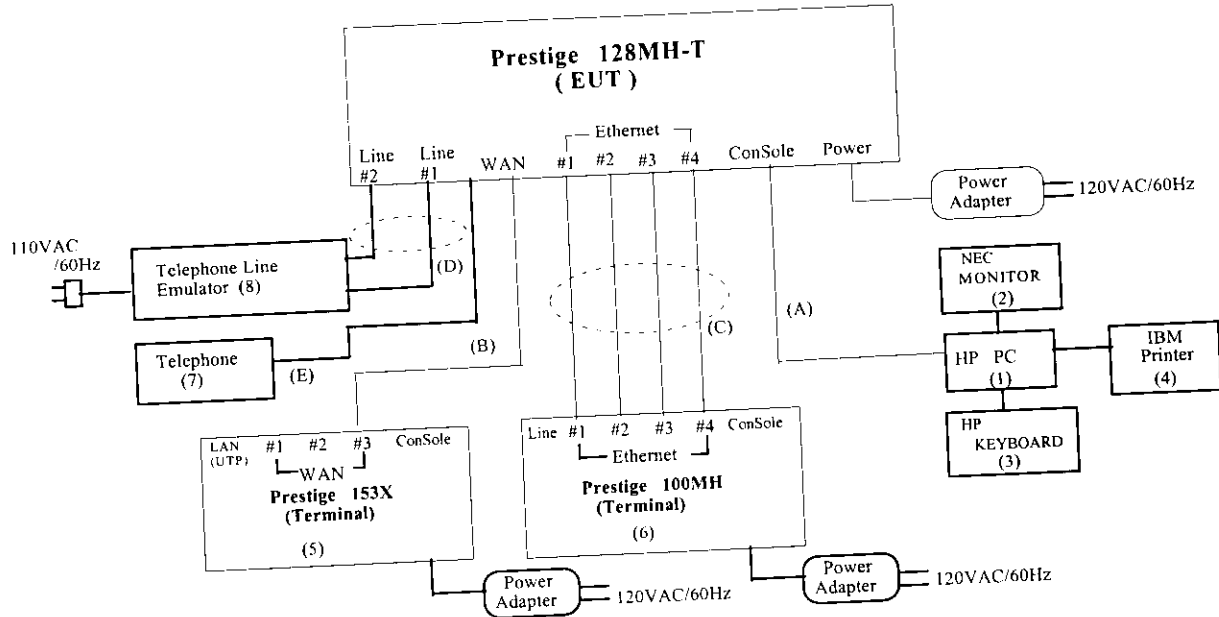 Prestige 128MH-T
( EUT )
Ethernet
Line
#2
Line
#1
WAN
#1
#2
#3
#4
ConSole
Power
Power
Adapter
120VAC/60Hz
110VAC
/60Hz
Telephone Line
Emulator (8)
(D)
(C)
(A)
NEC
MONITOR
(2)
Telephone
(7)
(E)
(B)
HP PC
(1)
IBM
Printer
(4)
HP
KEYBOARD
(3)
LAN
(UTP)
#1
#2
#3
ConSole
WAN
Prestige 153X
(Terminal)
(5)
Line
#1
#2
#3
#4
ConSole
Ethernet
Prestige 100MH
(Terminal)
(6)
Power
Adapter
120VAC/60Hz
Power
Adapter
120VAC/60Hz